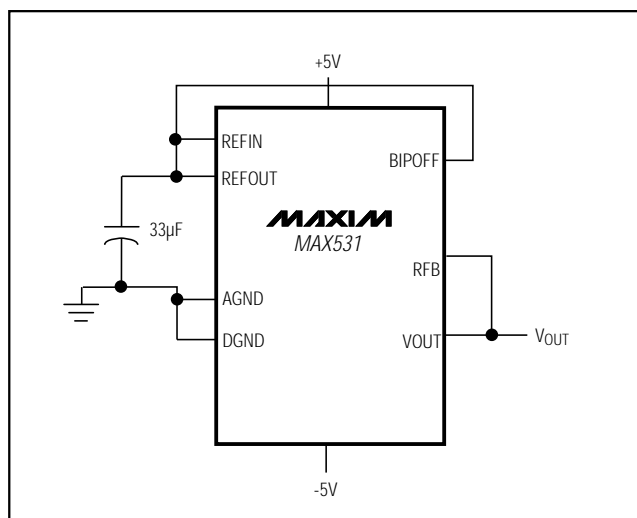 +5V
REFIN
BIPOFF
REFOUT
33µF
MAXIM
MAX531
RFB
AGND
DGND
VOUT
VOUT
-5V